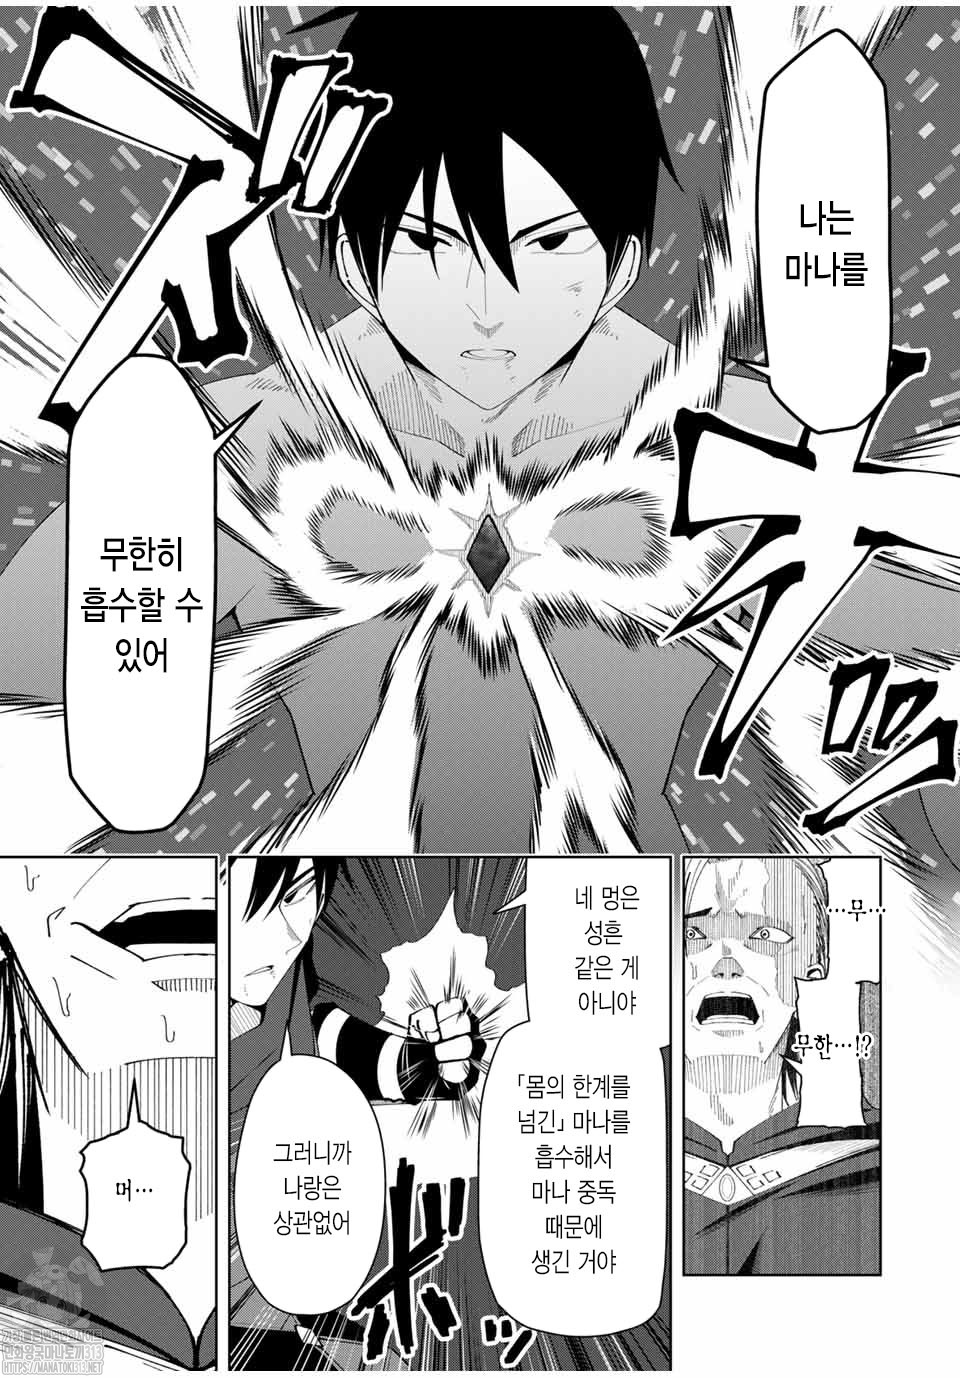 나는
마나를
무한히
흡수할 수
있어
…무…
무한…!?
네 멍은
성흔
같은 게
아니야
「몸의 한계를
넘긴」 마나를
흡수해서
마나 중독
때문에
생긴 거야
그러니까
나랑은
상관없어
머…
HTTPS://MANATOKI313.COM